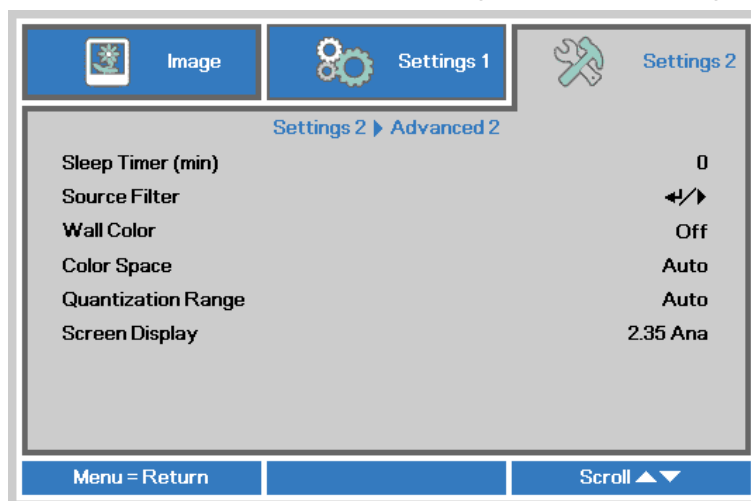 Image Settings 1 Settings 2
Settings 2 ▶ Advanced 2
Sleep Timer (min) 0
Source Filter ↵/▶
Wall Color Off
Color Space Auto
Quantization Range Auto
Screen Display 2.35 Ana
Menu = Return Scroll ▲▼